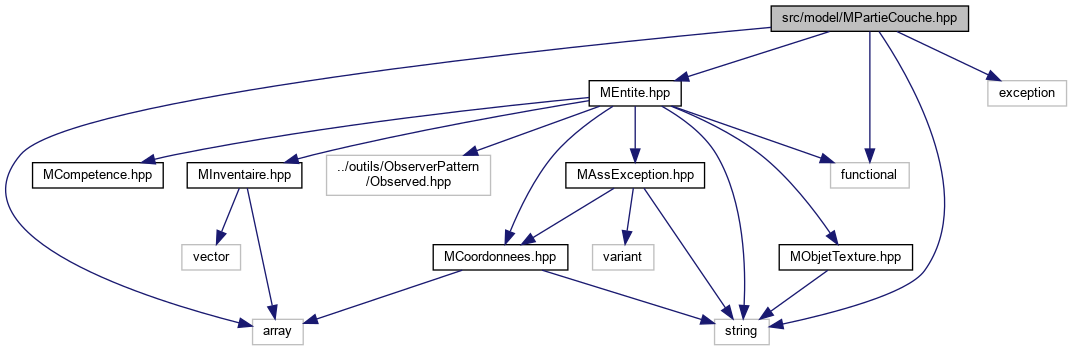 src/model/MPartieCouche.hpp
MEntite.hpp
exception
MCompetence.hpp
MInventaire.hpp
../outils/ObserverPattern
/Observed.hpp
MAssException.hpp
functional
vector
MCoordonnees.hpp
variant
MObjetTexture.hpp
array
string